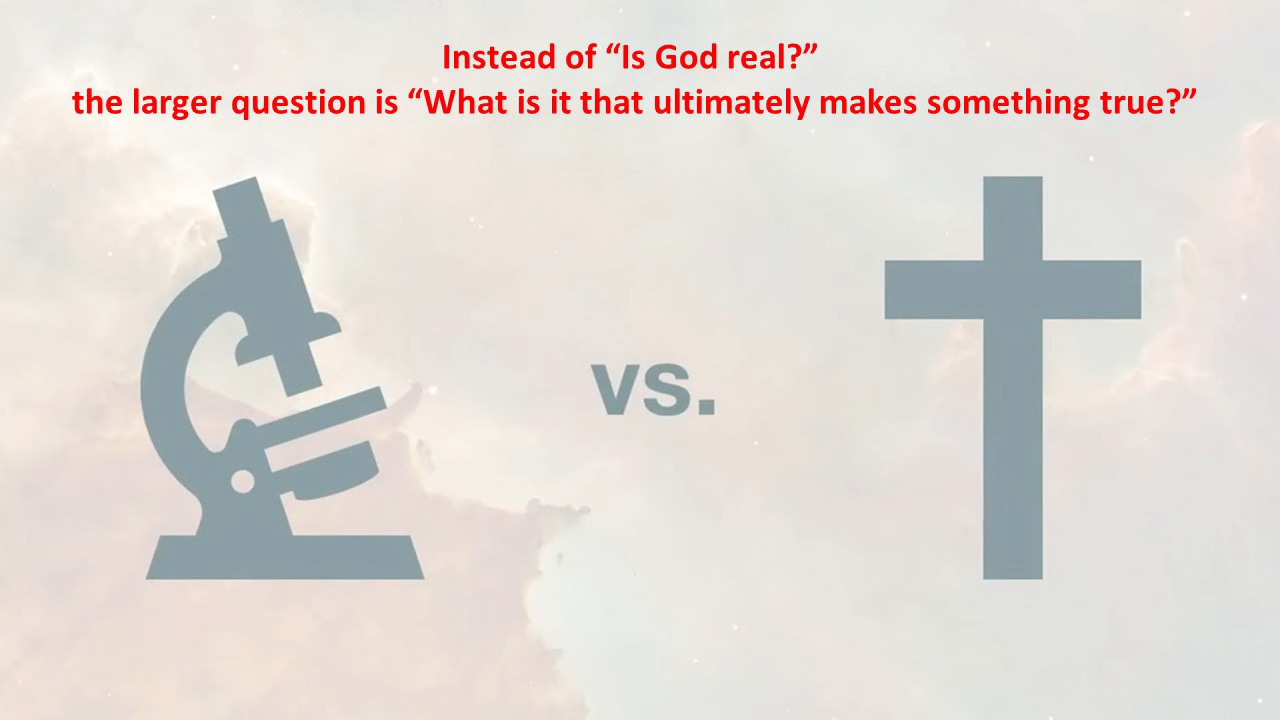 Instead of “Is God real?”
the larger question is “What is it that ultimately makes something true?”
vs.